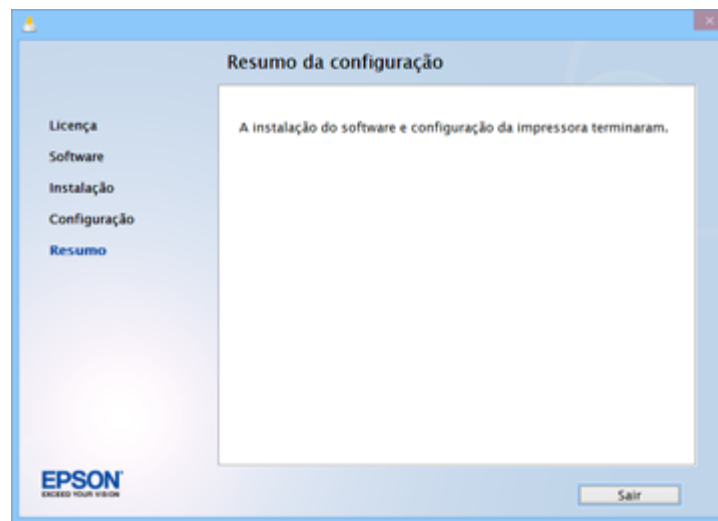 Resumo da configuração
Licença
Software
Instalação
Configuração
Resumo
A instalação do software e configuração da impressora terminaram.
EPSON
EXCEED YOUR VISION
Sair